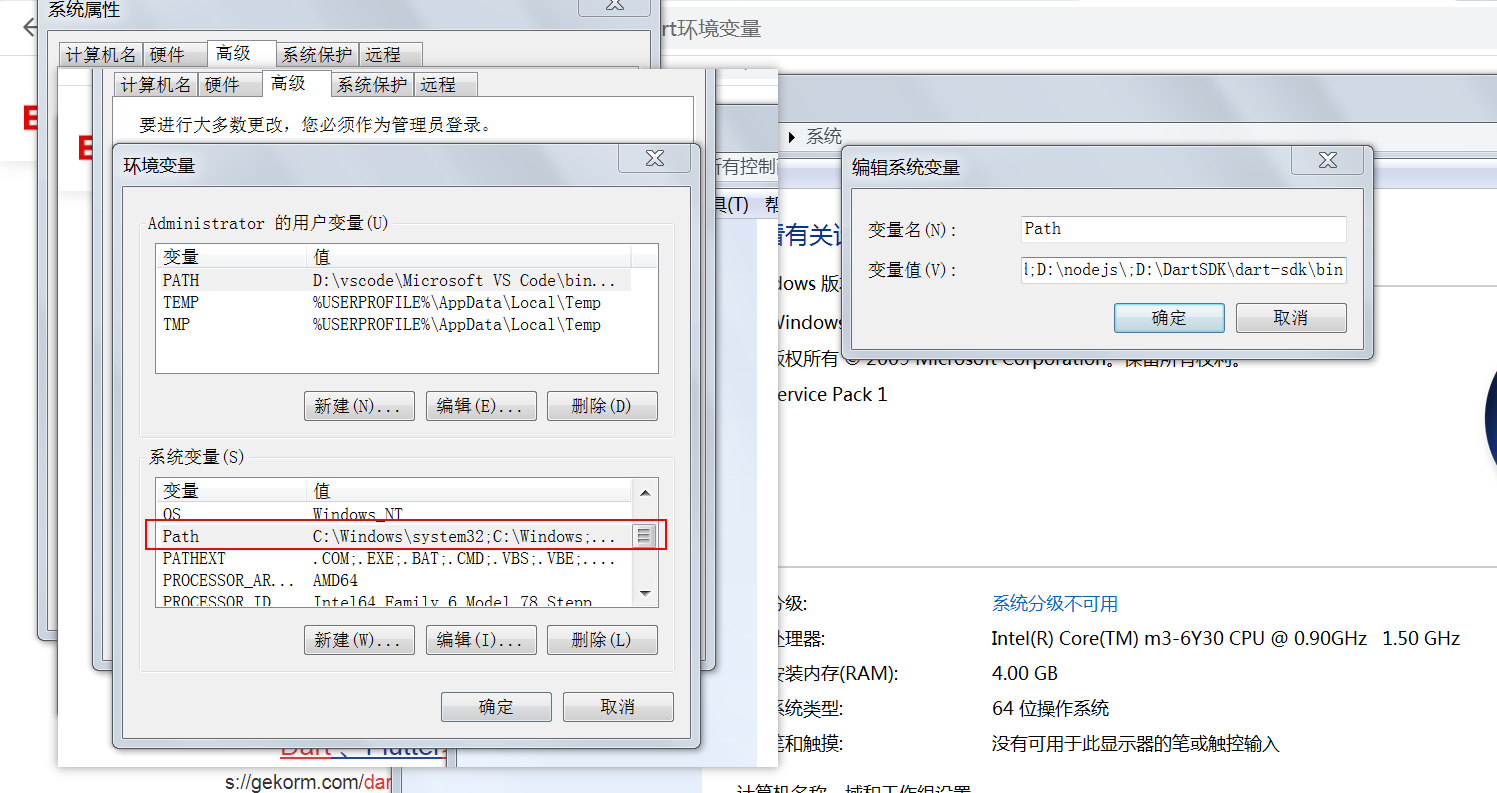 系统属性
rt环境变量
计算机名 硬件 高级 系统保护 远程
计算机名 硬件 高级 系统保护 远程
要进行大多数更改，您必须作为管理员登录。
环境变量
Administrator 的用户变量(U)
变量 值
PATH D:\vscode\Microsoft VS Code\bin...
TEMP %USERPROFILE%\AppData\Local\Temp
TMP %USERPROFILE%\AppData\Local\Temp
新建(N)... 编辑(E)... 删除(D)
系统变量(S)
变量 值
OS Windows_NT
Path C:\Windows\system32;C:\Windows;...
PATHEXT .COM;.EXE;.BAT;.CMD;.VBS;.VBE;....
PROCESSOR_AR... AMD64
PROCESSOR_ID Intel64 Family 6 Model 78 Stepp
新建(W)... 编辑(I)... 删除(L)
确定 取消
Dart 、Flutter
s://gekorm.com/dar
系统
所有控制
具(T) 帮
编辑系统变量
变量名(N)： Path
变量值(V)： l;D:\nodejs\;D:\DartSDK\dart-sdk\bin
确定 取消
看有关
dows 版
Windows
版权所有 © 2009 Microsoft Corporation。保留所有权利。
ervice Pack 1
分级: 系统分级不可用
处理器: Intel(R) Core(TM) m3-6Y30 CPU @ 0.90GHz 1.50 GHz
安装内存(RAM): 4.00 GB
系统类型: 64 位操作系统
笔和触摸: 没有可用于此显示器的笔或触控输入
计算机名称、域和工作组设置